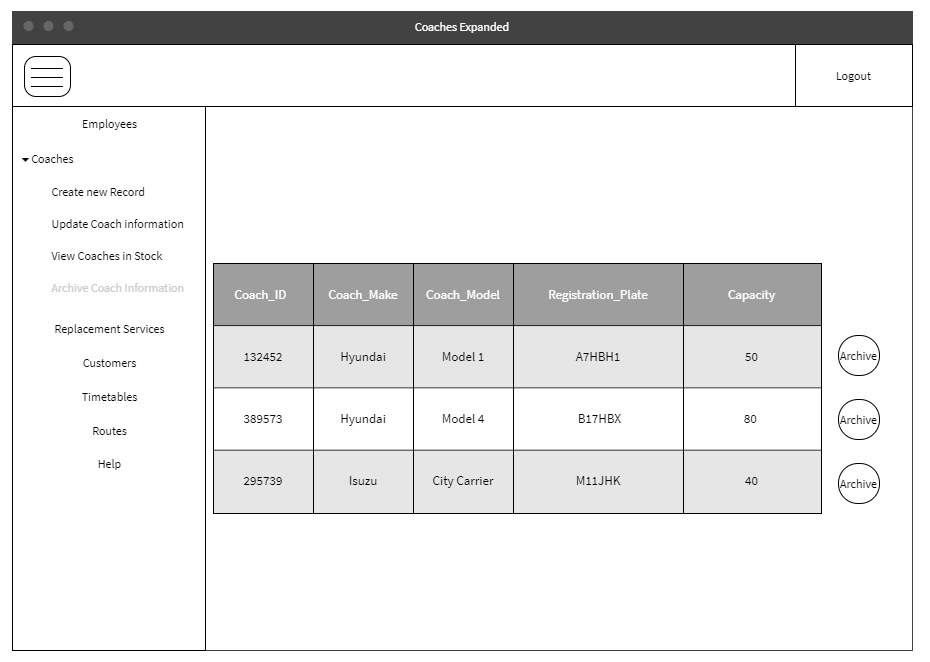 Coaches Expanded
Logout
Employees
Coaches
Create new Record
Update Coach information
View Coaches in Stock
Archive Coach Information
Replacement Services
Customers
Timetables
Routes
Help
Coach_ID Coach_Make Coach_Model Registration_Plate Capacity
132452 Hyundai Model 1 A7HBH1 50 Archive
389573 Hyundai Model 4 B17HBX 80 Archive
295739 Isuzu City Carrier M11JHK 40 Archive